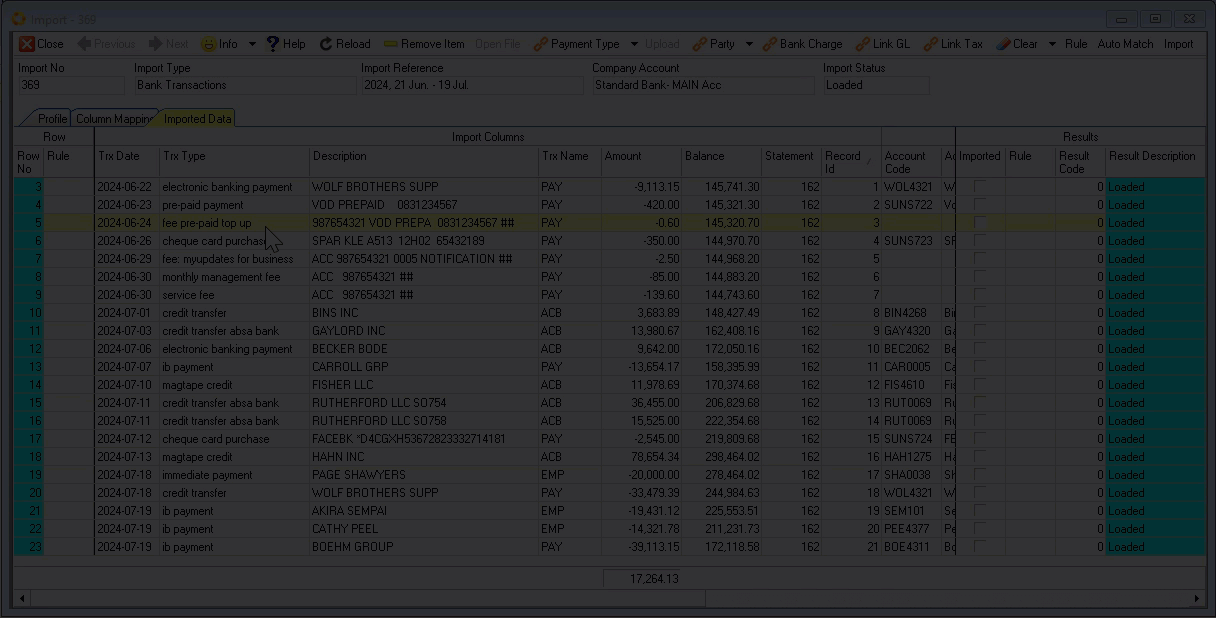 Import - 369
Close Previous Next Info Help Reload Remove Item Open File Payment Type Upload Party Bank Charge Link GL Link Tax Clear Rule Auto Match Import
Import No Import Type Import Reference Company Account Import Status
369 Bank Transactions 2024, 21 Jun. - 19 Jul. Standard Bank- MAIN Acc Loaded
Profile Column Mapping Imported Data
Row Import Columns Results
Row No Rule Trx Date Trx Type Description Trx Name Amount Balance Statement Record Id Account Code Ac Imported Rule Result Code Result Description
3 2024-06-22 electronic banking payment WOLF BROTHERS SUPP PAY -9,113.15 145,741.30 162 1 WOL4321 W 0 Loaded
4 2024-06-23 pre-paid payment VOD PREPAID 0831234567 PAY -420.00 145,321.30 162 2 SUNS722 Vo 0 Loaded
5 2024-06-24 fee pre-paid top up 987654321 VOD PREPA 0831234567 ## PAY -0.60 145,320.70 162 3 0 Loaded
6 2024-06-26 cheque card purchase SPAR KLE A513 12H02 65432189 PAY -350.00 144,970.70 162 4 SUNS723 SF 0 Loaded
7 2024-06-29 fee: myupdates for business ACC 987654321 0005 NOTIFICATION ## PAY -2.50 144,968.20 162 5 0 Loaded
8 2024-06-30 monthly management fee ACC 987654321 ## PAY -85.00 144,883.20 162 6 0 Loaded
9 2024-06-30 service fee ACC 987654321 ## PAY -139.60 144,743.60 162 7 0 Loaded
10 2024-07-01 credit transfer BINS INC ACB 3,683.89 148,427.49 162 8 BIN4268 Bi 0 Loaded
11 2024-07-03 credit transfer absa bank GAYLORD INC ACB 13,980.67 162,408.16 162 9 GAY4320 Ga 0 Loaded
12 2024-07-06 electronic banking payment BECKER BODE ACB 9,642.00 172,050.16 162 10 BEC2062 Be 0 Loaded
13 2024-07-07 ib payment CARROLL GRP PAY -13,654.17 158,395.99 162 11 CAR0005 Ca 0 Loaded
14 2024-07-10 magtape credit FISHER LLC ACB 11,978.69 170,374.68 162 12 FIS4610 Fis 0 Loaded
15 2024-07-11 credit transfer absa bank RUTHERFORD LLC SO754 ACB 36,455.00 206,829.68 162 13 RUT0069 Ru 0 Loaded
16 2024-07-11 credit transfer absa bank RUTHERFORD LLC SO758 ACB 15,525.00 222,354.68 162 14 RUT0069 Ru 0 Loaded
17 2024-07-12 cheque card purchase FACEBK *D4CGXH53672823332714181 PAY -2,545.00 219,809.68 162 15 SUNS724 FE 0 Loaded
18 2024-07-13 magtape credit HAHN INC ACB 78,654.34 298,464.02 162 16 HAH1275 Ha 0 Loaded
19 2024-07-18 immediate payment PAGE SHAWYERS EMP -20,000.00 278,464.02 162 17 SHA0038 Sh 0 Loaded
20 2024-07-18 credit transfer WOLF BROTHERS SUPP PAY -33,479.39 244,984.63 162 18 WOL4321 W 0 Loaded
21 2024-07-19 ib payment AKIRA SEMPAI EMP -19,431.12 225,553.51 162 19 SEM101 Se 0 Loaded
22 2024-07-19 ib payment CATHY PEEL EMP -14,321.78 211,231.73 162 20 PEE4377 Pe 0 Loaded
23 2024-07-19 ib payment BOEHM GROUP PAY -39,113.15 172,118.58 162 21 BOE4311 Bo 0 Loaded
17,264.13